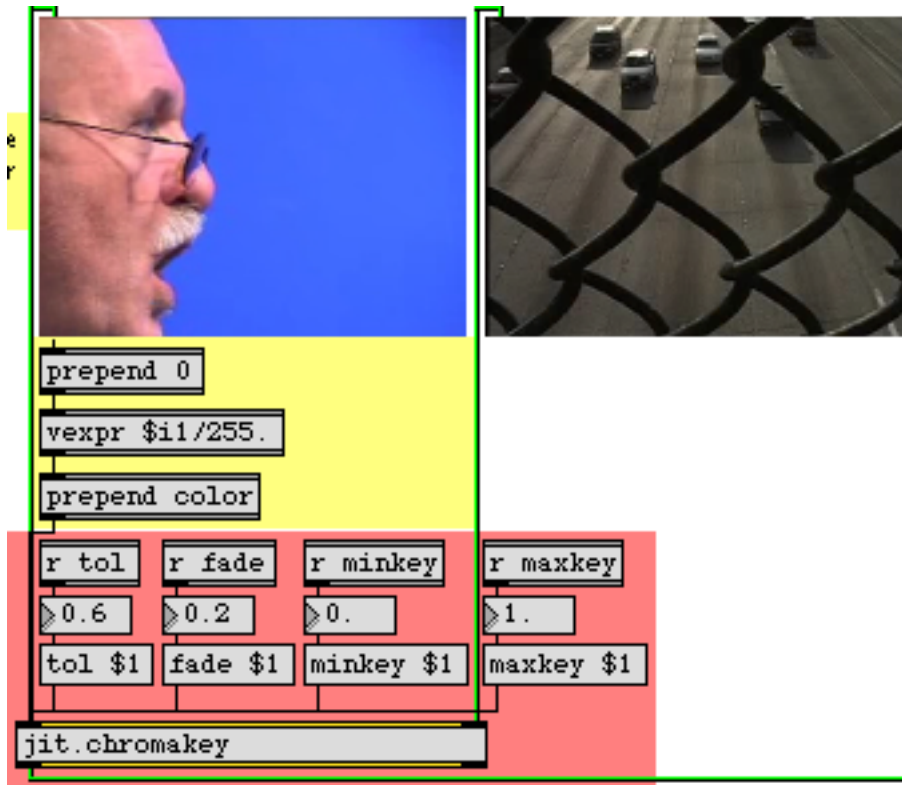 e
r
prepend 0
vexpr $i1/255.
prepend color
r tol r fade r minkey r maxkey
0.6 0.2 0. 1.
tol $1 fade $1 minkey $1 maxkey $1
jit.chromakey